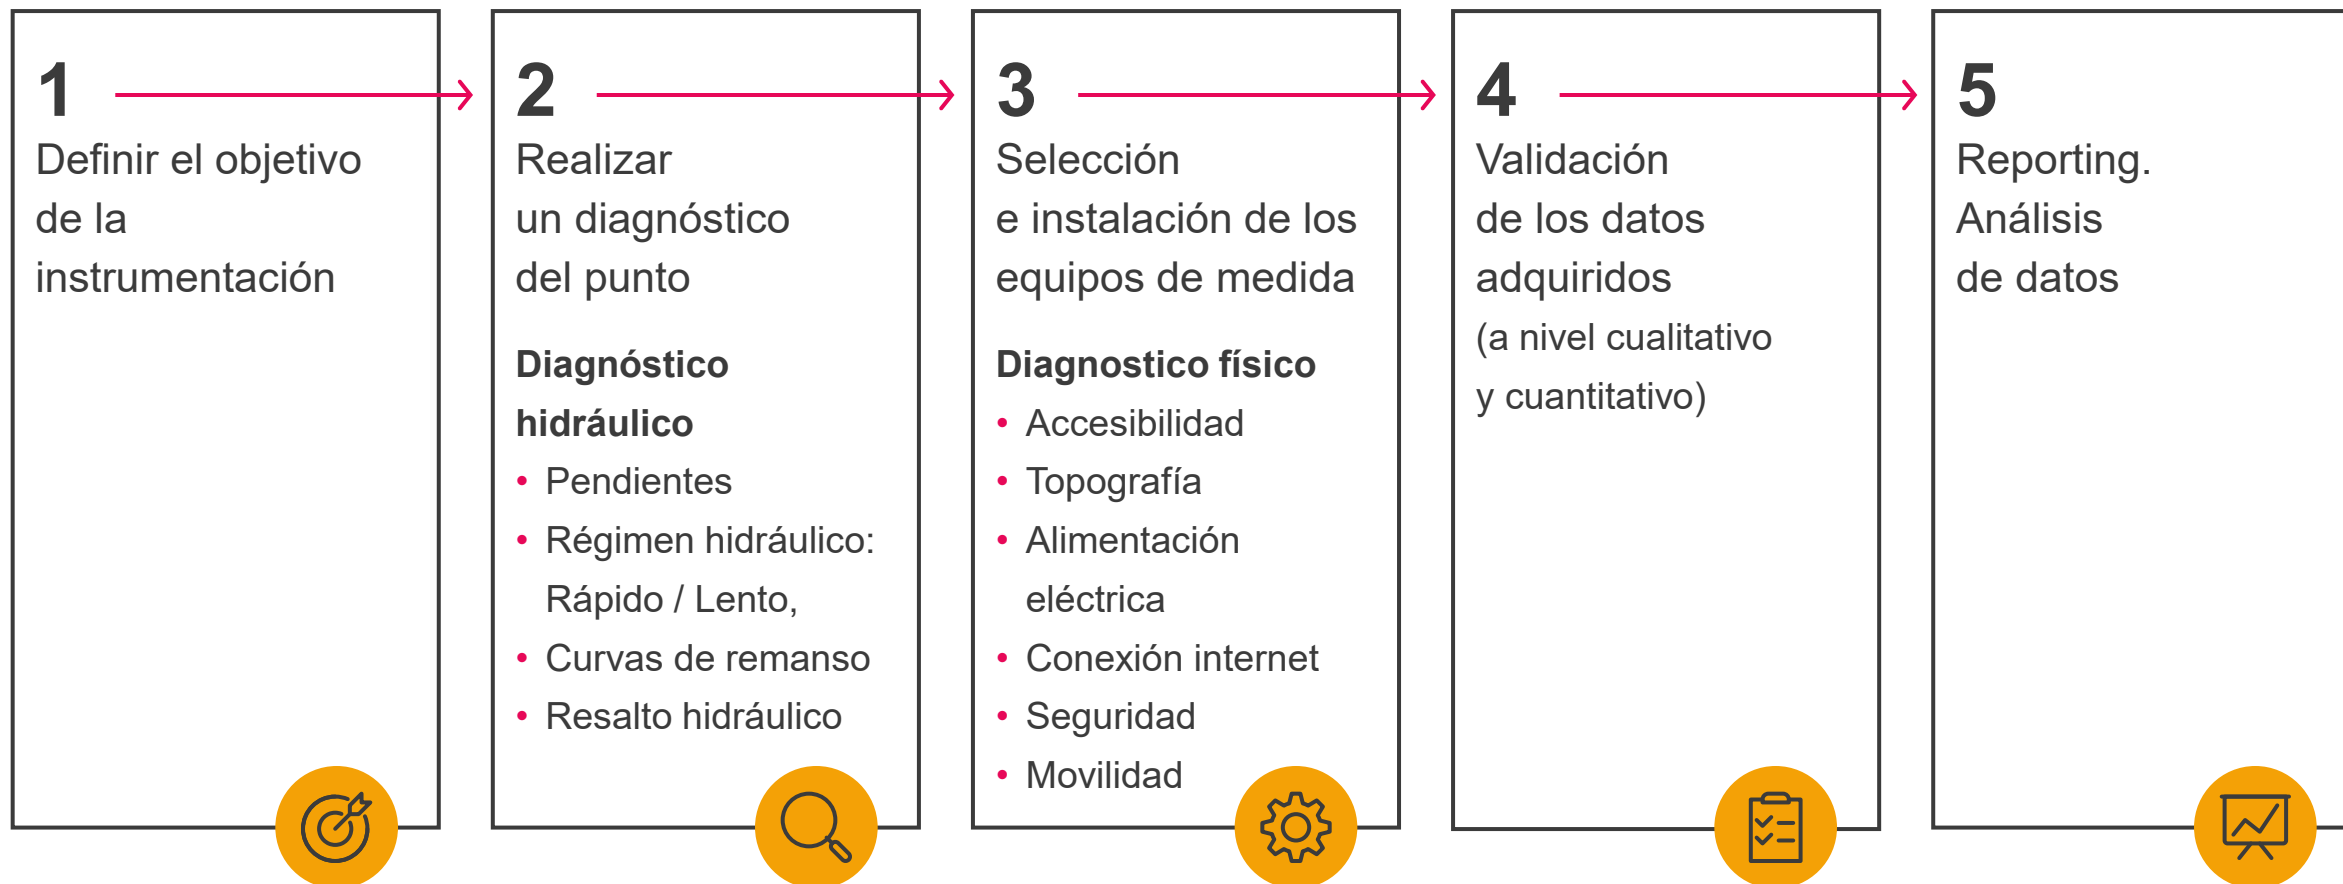 1
Definir el objetivo
de la
instrumentación
2
Realizar
un diagnóstico
del punto
Diagnóstico
hidráulico
• Pendientes
• Régimen hidráulico:
Rápido / Lento,
• Curvas de remanso
• Resalto hidráulico
3
Selección
e instalación de los
equipos de medida
Diagnostico físico
• Accesibilidad
• Topografía
• Alimentación
eléctrica
• Conexión internet
• Seguridad
• Movilidad
4
Validación
de los datos
adquiridos
(a nivel cualitativo
y cuantitativo)
5
Reporting.
Análisis
de datos